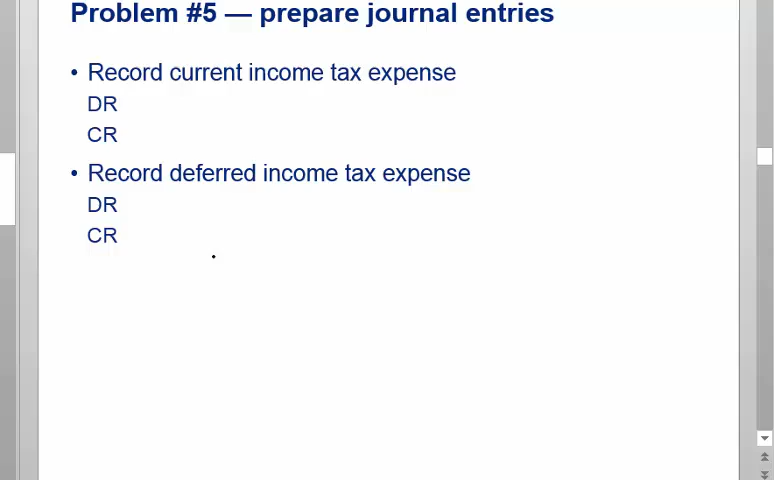 Problem #5 — prepare journal entries
• Record current income tax expense
DR
CR
• Record deferred income tax expense
DR
CR